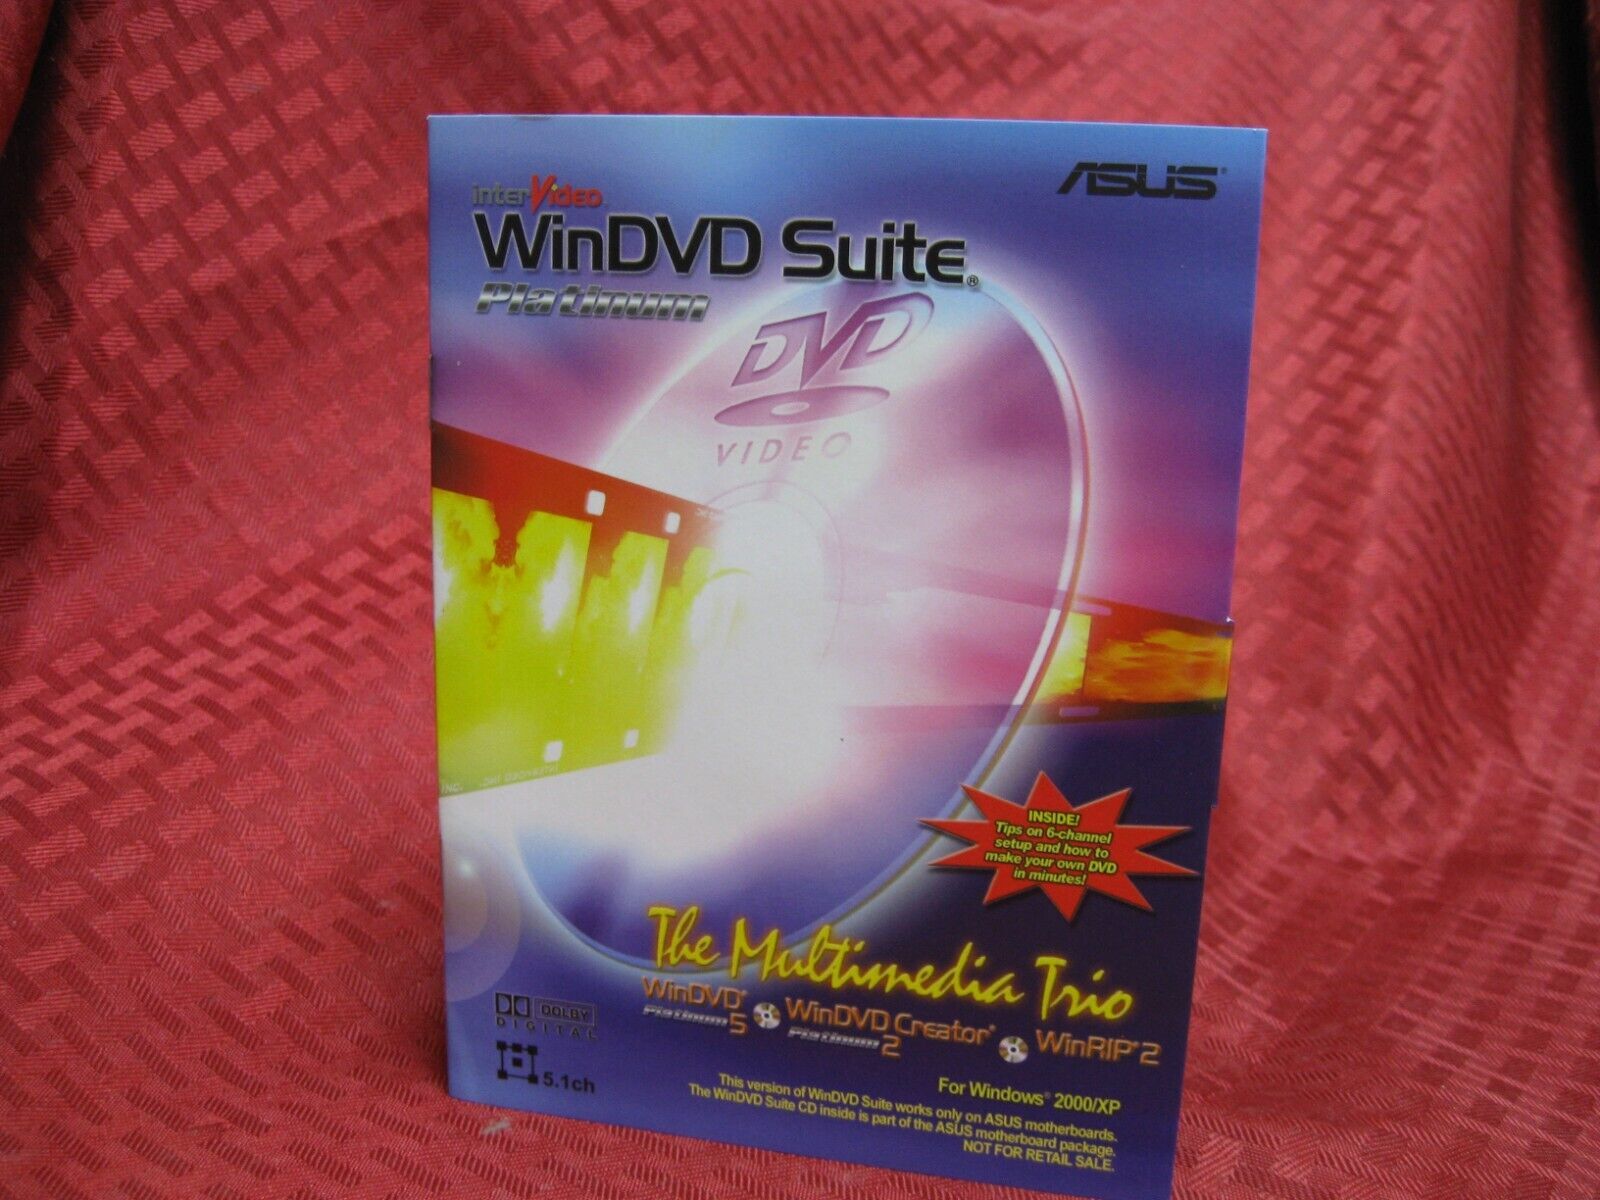 InterVideo
ASUS®
WinDVD Suite®
Platinum
DVD
VIDEO
INC.
INSIDE!
Tips on 6-channel
setup and how to
make your own DVD
in minutes!
The Multimedia Trio
WinDVD® Platinum 5
WinDVD Creator® Platinum 2
WinRIP® 2
DOLBY
DIGITAL
5.1ch
For Windows® 2000/XP
This version of WinDVD Suite works only on ASUS motherboards.
The WinDVD Suite CD inside is part of the ASUS motherboard package.
NOT FOR RETAIL SALE.